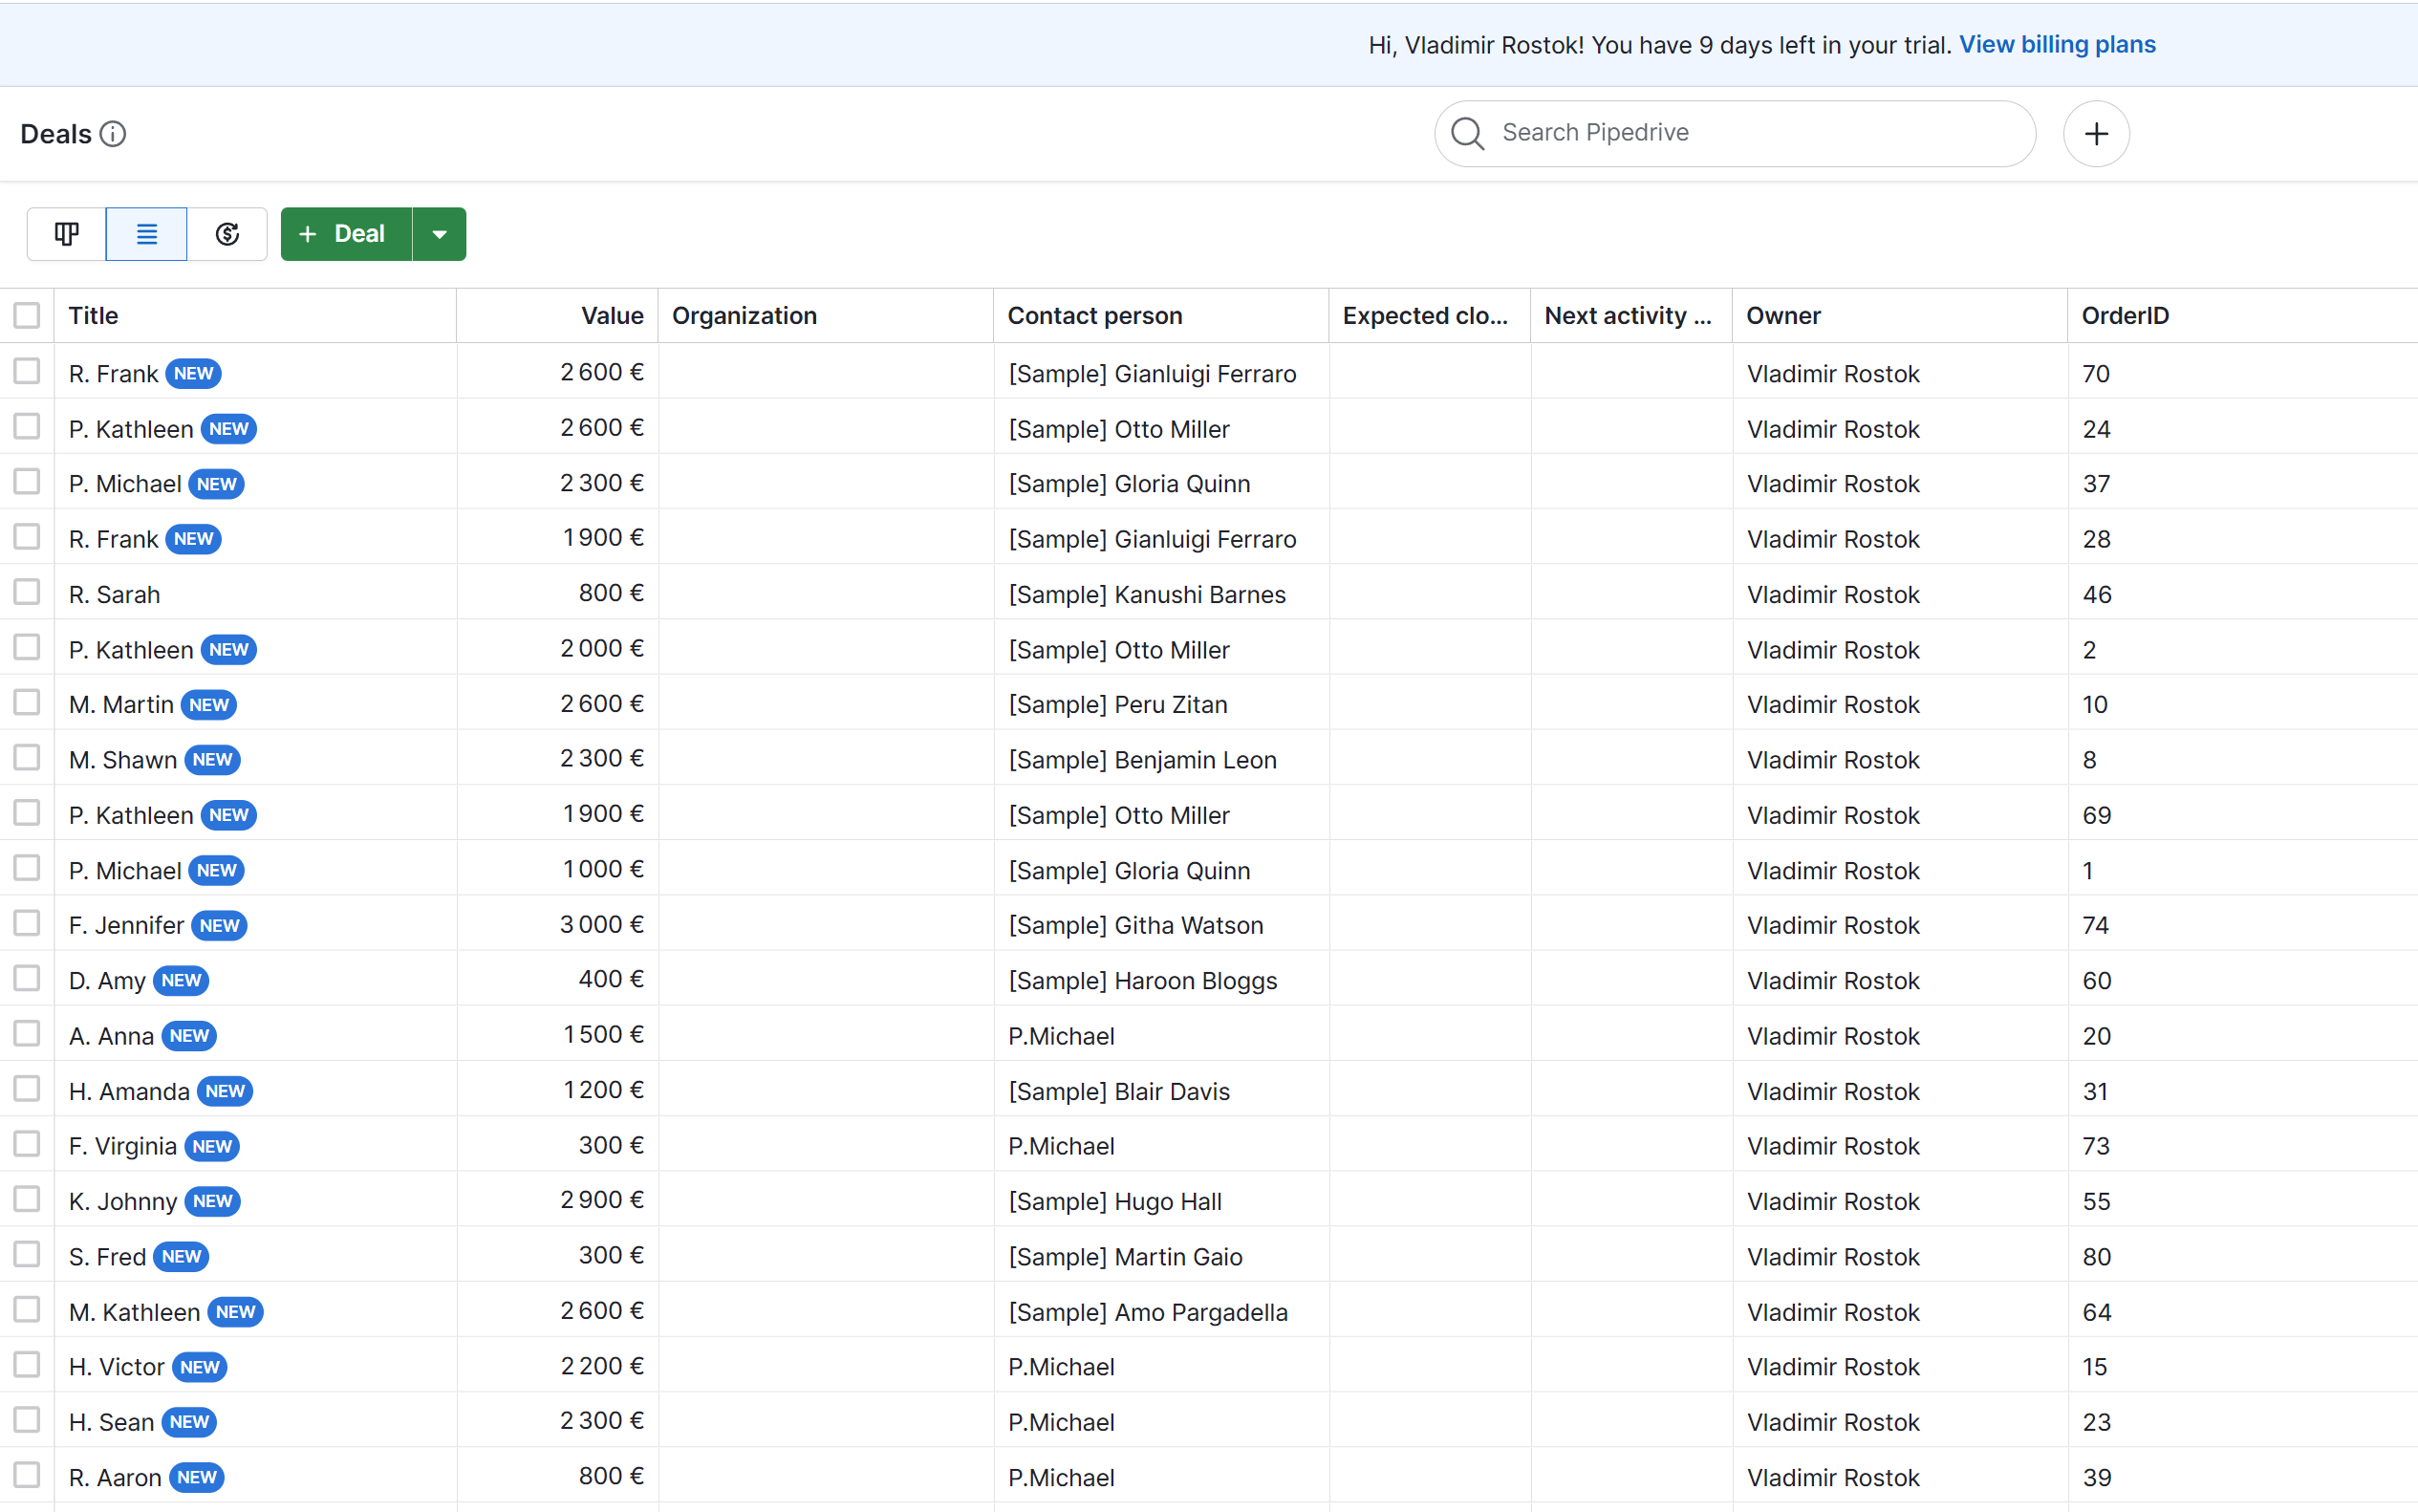 Hi, Vladimir Rostok! You have 9 days left in your trial. View billing plans
Deals
Search Pipedrive
+
+ Deal
Title Value Organization Contact person Expected clo... Next activity ... Owner OrderID
R. Frank NEW 2 600 € [Sample] Gianluigi Ferraro Vladimir Rostok 70
P. Kathleen NEW 2 600 € [Sample] Otto Miller Vladimir Rostok 24
P. Michael NEW 2 300 € [Sample] Gloria Quinn Vladimir Rostok 37
R. Frank NEW 1 900 € [Sample] Gianluigi Ferraro Vladimir Rostok 28
R. Sarah 800 € [Sample] Kanushi Barnes Vladimir Rostok 46
P. Kathleen NEW 2 000 € [Sample] Otto Miller Vladimir Rostok 2
M. Martin NEW 2 600 € [Sample] Peru Zitan Vladimir Rostok 10
M. Shawn NEW 2 300 € [Sample] Benjamin Leon Vladimir Rostok 8
P. Kathleen NEW 1 900 € [Sample] Otto Miller Vladimir Rostok 69
P. Michael NEW 1 000 € [Sample] Gloria Quinn Vladimir Rostok 1
F. Jennifer NEW 3 000 € [Sample] Githa Watson Vladimir Rostok 74
D. Amy NEW 400 € [Sample] Haroon Bloggs Vladimir Rostok 60
A. Anna NEW 1 500 € P.Michael Vladimir Rostok 20
H. Amanda NEW 1 200 € [Sample] Blair Davis Vladimir Rostok 31
F. Virginia NEW 300 € P.Michael Vladimir Rostok 73
K. Johnny NEW 2 900 € [Sample] Hugo Hall Vladimir Rostok 55
S. Fred NEW 300 € [Sample] Martin Gaio Vladimir Rostok 80
M. Kathleen NEW 2 600 € [Sample] Amo Pargadella Vladimir Rostok 64
H. Victor NEW 2 200 € P.Michael Vladimir Rostok 15
H. Sean NEW 2 300 € P.Michael Vladimir Rostok 23
R. Aaron NEW 800 € P.Michael Vladimir Rostok 39